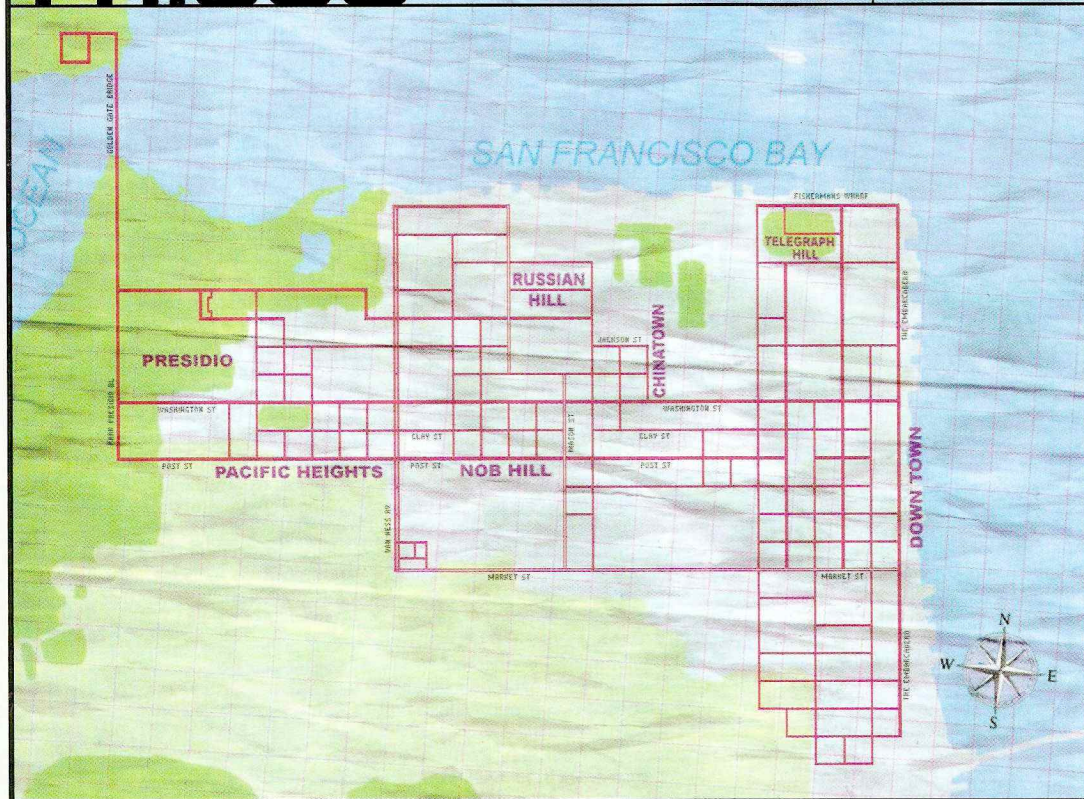 GOLDEN GATE BRIDGE
OCEAN
SAN FRANCISCO BAY
FISHERMANS WHARF
TELEGRAPH
HILL
RUSSIAN
HILL
THE EMBARCADERO
CHINATOWN
JACKSON ST
PRESIDIO
PARK PRESIDIO BL
WASHINGTON ST
WASHINGTON ST
MASON ST
CLAY ST
CLAY ST
POST ST
PACIFIC HEIGHTS
POST ST
NOB HILL
POST ST
DOWN TOWN
VAN NESS AV
MARKET ST
MARKET ST
THE EMBARCADERO
N
W
E
S